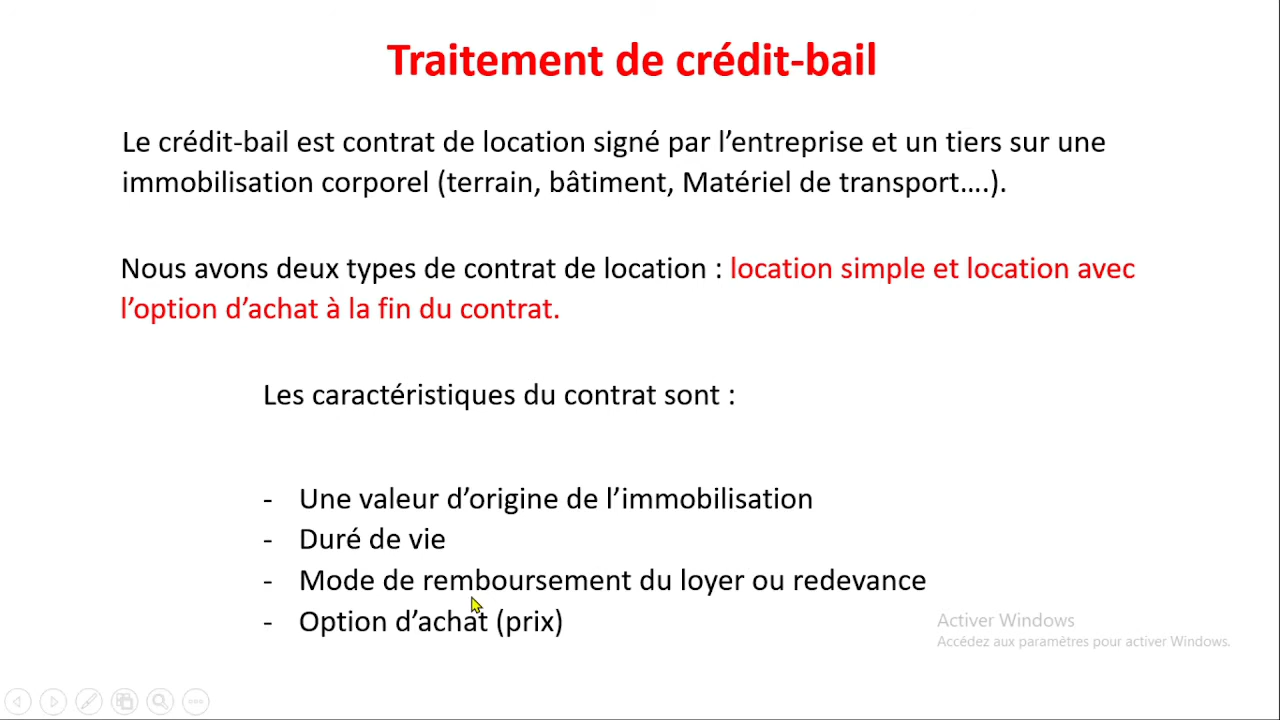 Traitement de crédit-bail
Le crédit-bail est contrat de location signé par l’entreprise et un tiers sur une
immobilisation corporel (terrain, bâtiment, Matériel de transport….).
Nous avons deux types de contrat de location : location simple et location avec
l’option d’achat à la fin du contrat.
Les caractéristiques du contrat sont :
- Une valeur d’origine de l’immobilisation
- Duré de vie
- Mode de remboursement du loyer ou redevance
- Option d’achat (prix)
Activer Windows
Accédez aux paramètres pour activer Windows.